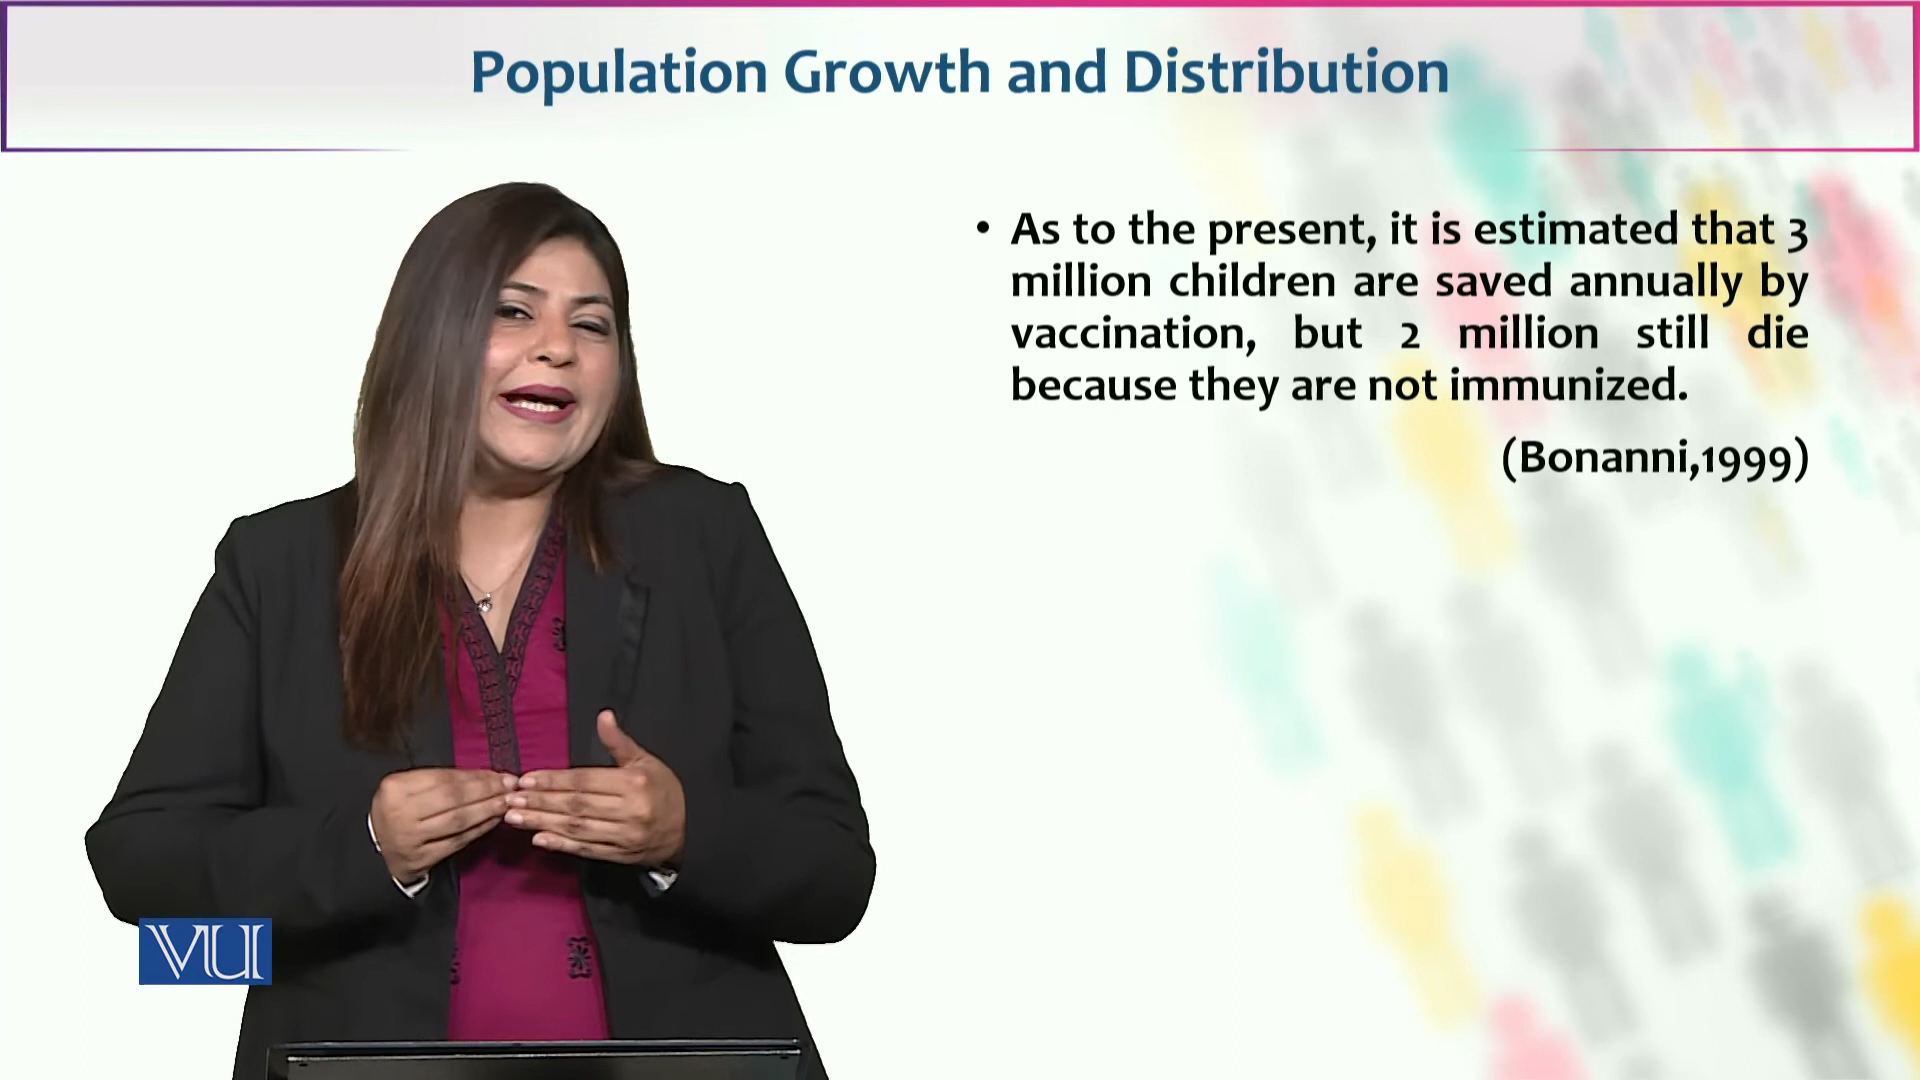 Population Growth and Distribution
• As to the present, it is estimated that 3
million children are saved annually by
vaccination, but 2 million still die
because they are not immunized.
(Bonanni,1999)
VU